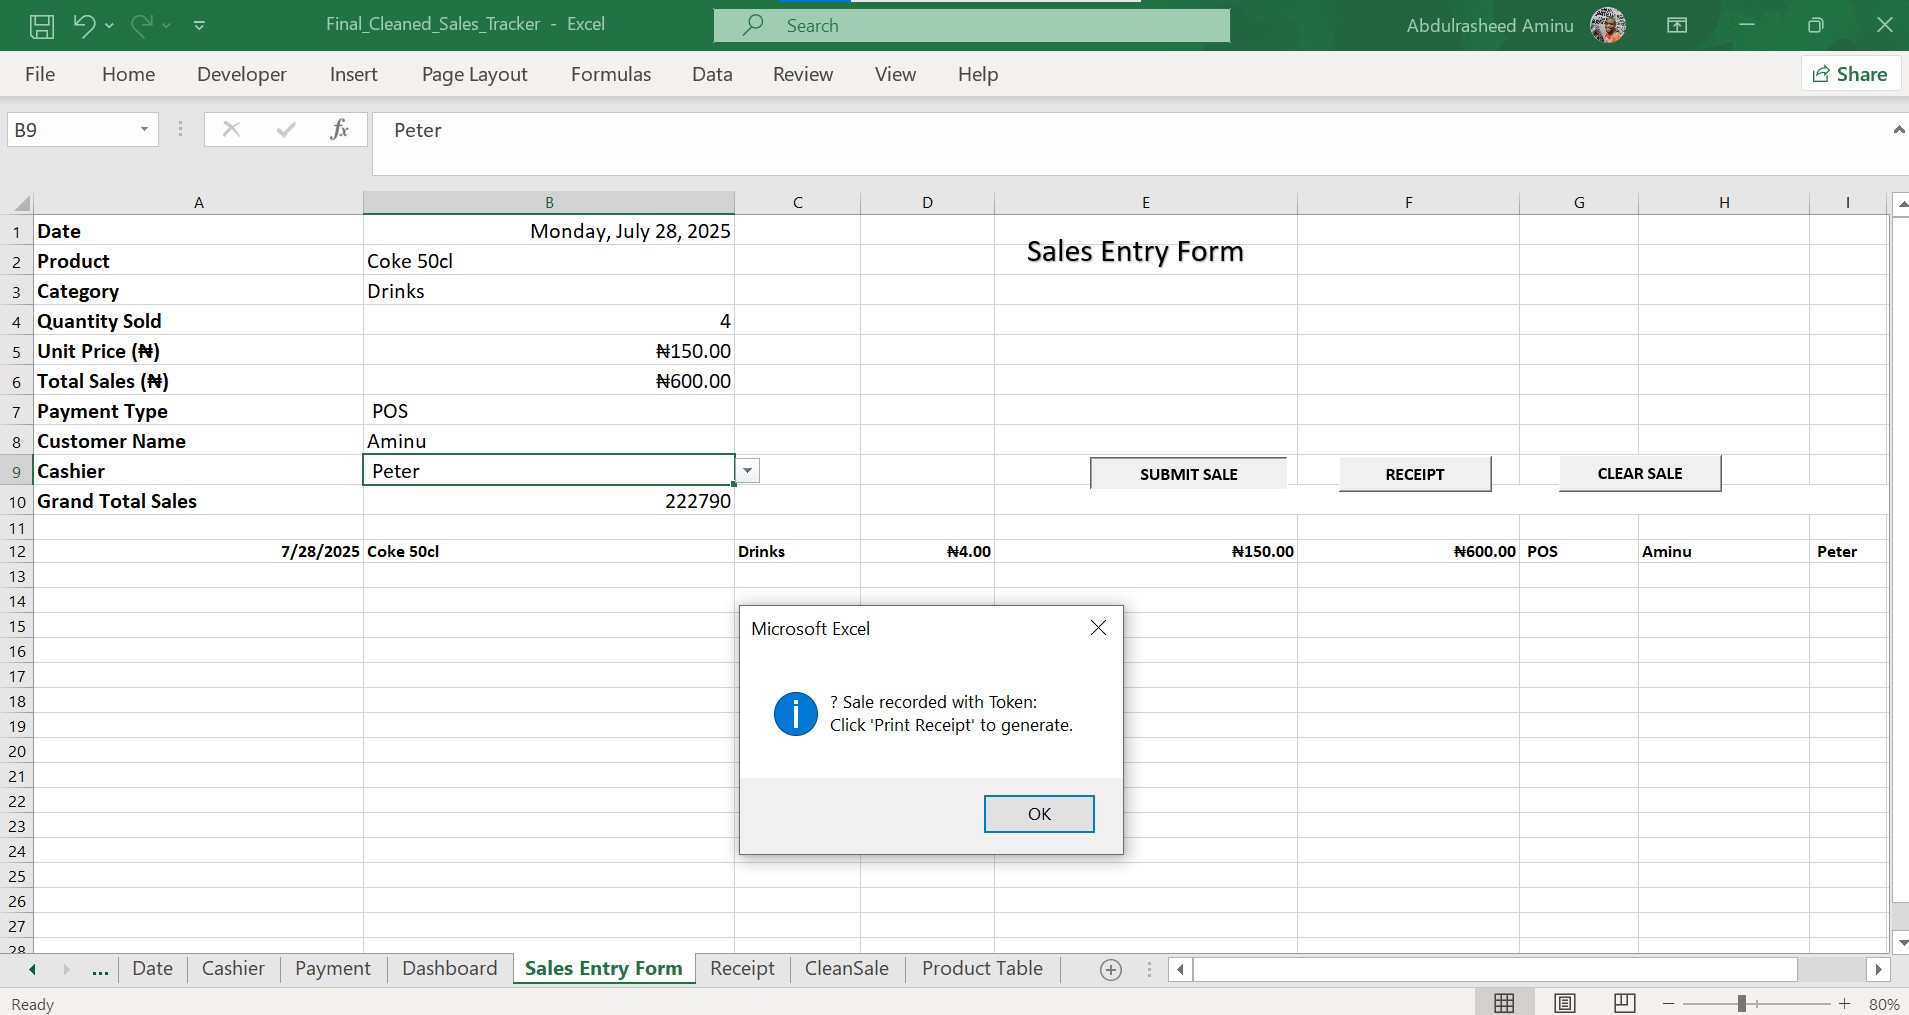 Final_Cleaned_Sales_Tracker - Excel
Search
Abdulrasheed Aminu
File Home Developer Insert Page Layout Formulas Data Review View Help
Share
B9
fx
Peter
A B C D E F G H I
1 Date Monday, July 28, 2025
Sales Entry Form
2 Product Coke 50cl
3 Category Drinks
4 Quantity Sold 4
5 Unit Price (₦) ₦150.00
6 Total Sales (₦) ₦600.00
7 Payment Type POS
8 Customer Name Aminu
9 Cashier Peter
SUBMIT SALE RECEIPT CLEAR SALE
10 Grand Total Sales 222790
11
12 7/28/2025 Coke 50cl Drinks ₦4.00 ₦150.00 ₦600.00 POS Aminu Peter
13
14
15
16
17
18
19
20
21
22
23
24
25
26
27
28
Microsoft Excel
? Sale recorded with Token:
Click 'Print Receipt' to generate.
OK
... Date Cashier Payment Dashboard Sales Entry Form Receipt CleanSale Product Table
Ready
80%